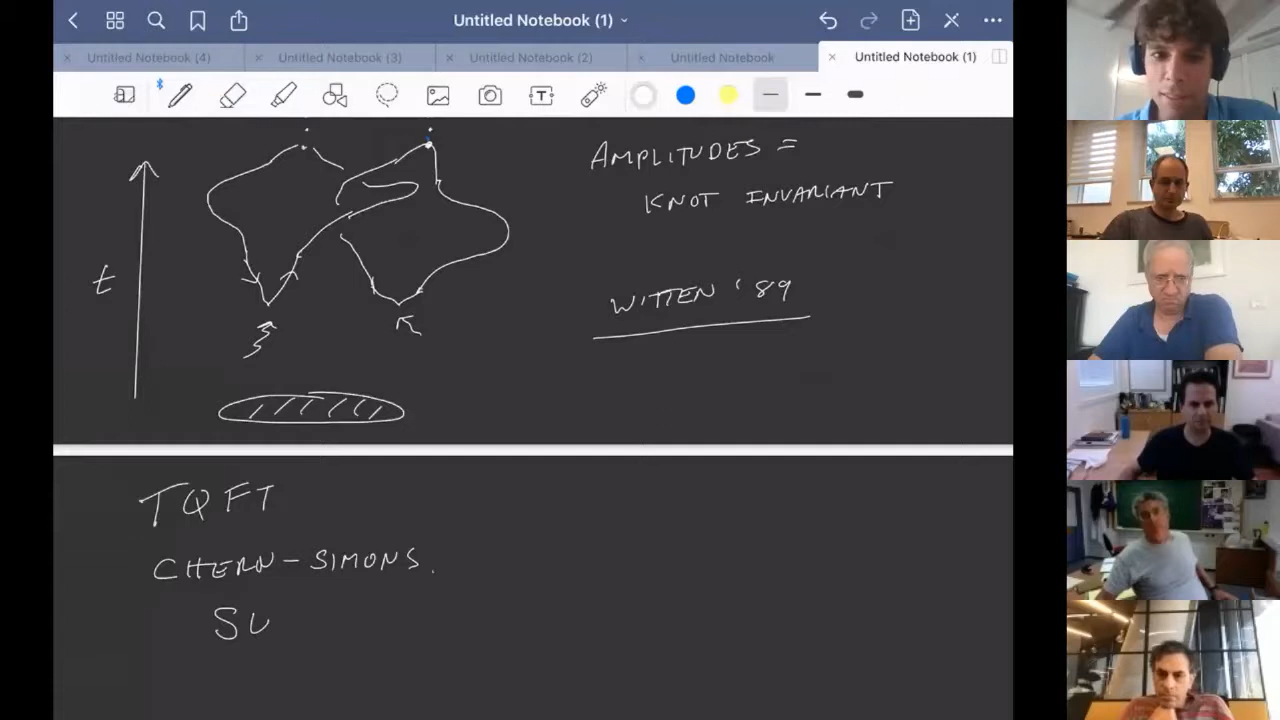 Untitled Notebook (1)
Untitled Notebook (4)
Untitled Notebook (3)
Untitled Notebook (2)
Untitled Notebook
Untitled Notebook (1)
AMPLITUDES =
KNOT INVARIANT
t
WITTEN '89
TQFT
CHERN-SIMONS.
SU